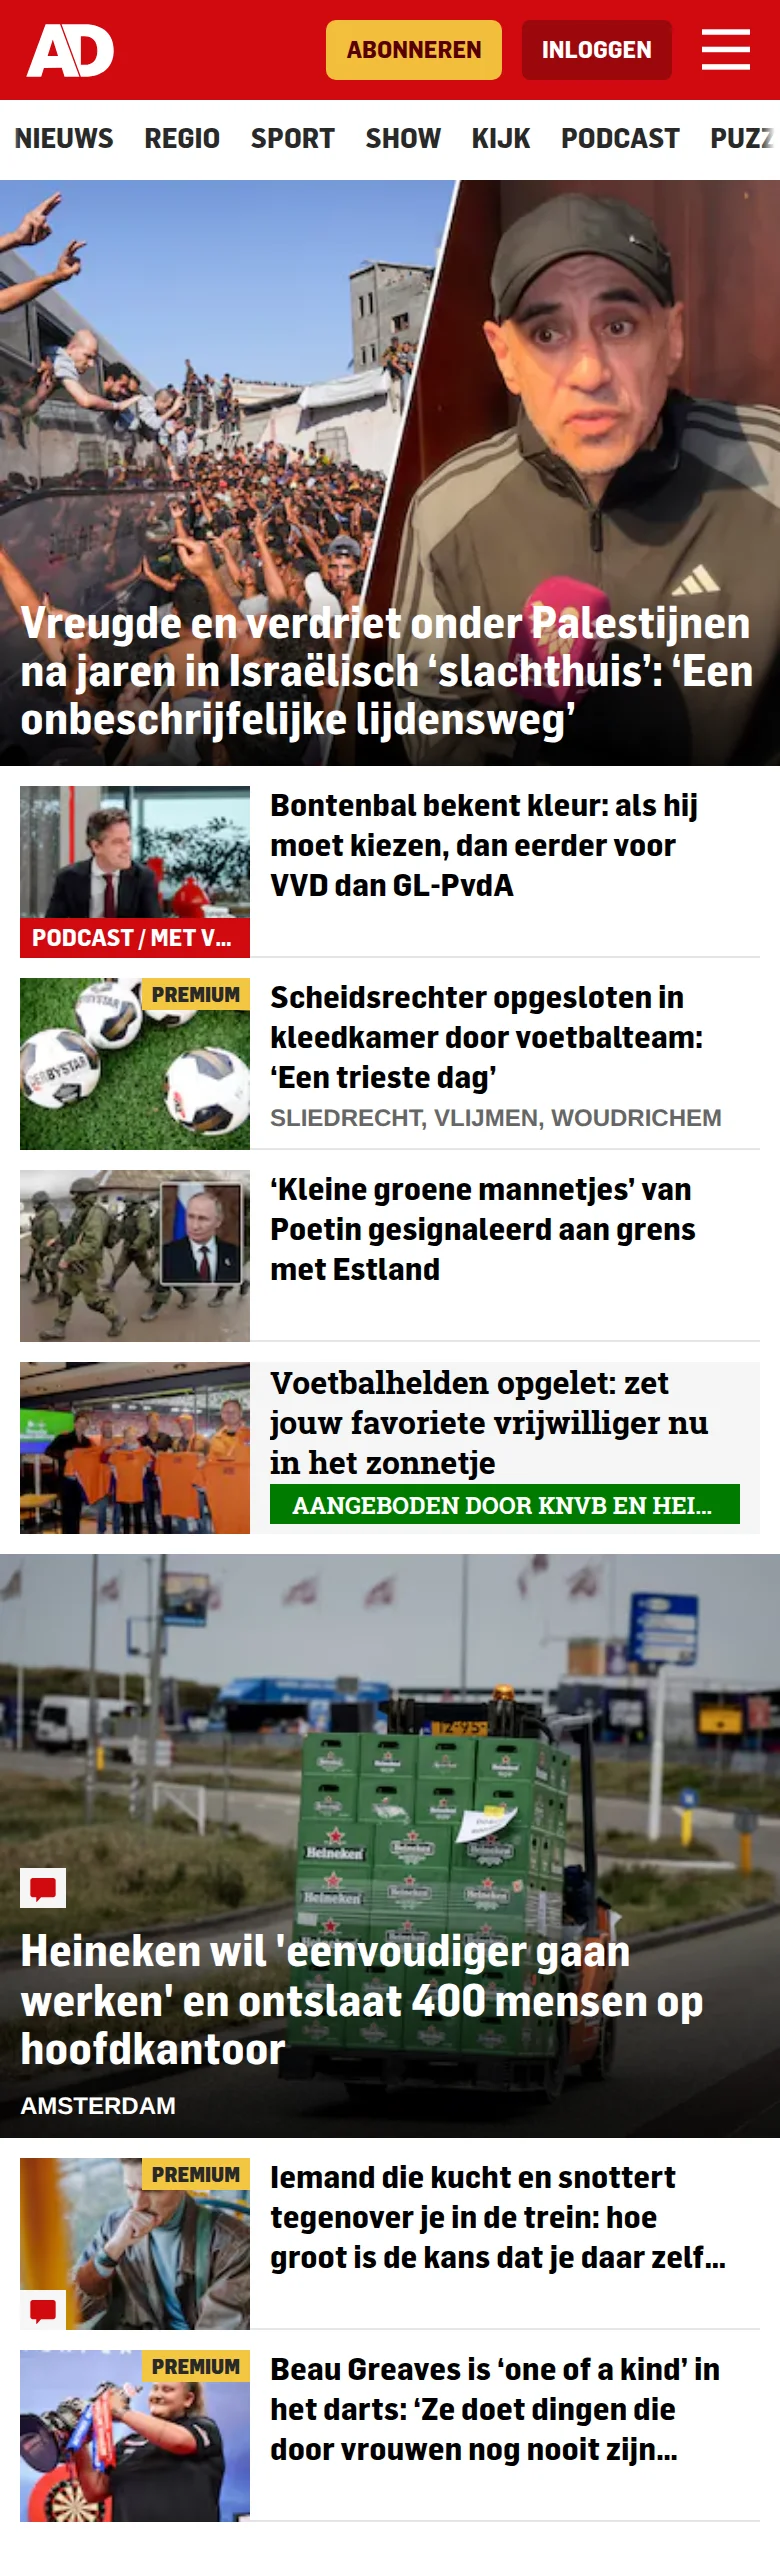 AD
ABONNEREN
INLOGGEN
NIEUWS REGIO SPORT SHOW KIJK PODCAST PUZZ
Vreugde en verdriet onder Palestijnen
na jaren in Israëlisch ‘slachthuis’: ‘Een
onbeschrijfelijke lijdensweg’
Bontenbal bekent kleur: als hij
moet kiezen, dan eerder voor
VVD dan GL-PvdA
PODCAST / MET V...
PREMIUM
DERBYSTAR
Scheidsrechter opgesloten in
kleedkamer door voetbalteam:
‘Een trieste dag’
SLIEDRECHT, VLIJMEN, WOUDRICHEM
‘Kleine groene mannetjes’ van
Poetin gesignaleerd aan grens
met Estland
Voetbalhelden opgelet: zet
jouw favoriete vrijwilliger nu
in het zonnetje
AANGEBODEN DOOR KNVB EN HEI...
Heineken
Heineken
Heineken
Heineken
Heineken
Heineken wil 'eenvoudiger gaan
werken' en ontslaat 400 mensen op
hoofdkantoor
AMSTERDAM
PREMIUM
Iemand die kucht en snottert
tegenover je in de trein: hoe
groot is de kans dat je daar zelf...
PREMIUM
Beau Greaves is ‘one of a kind’ in
het darts: ‘Ze doet dingen die
door vrouwen nog nooit zijn...